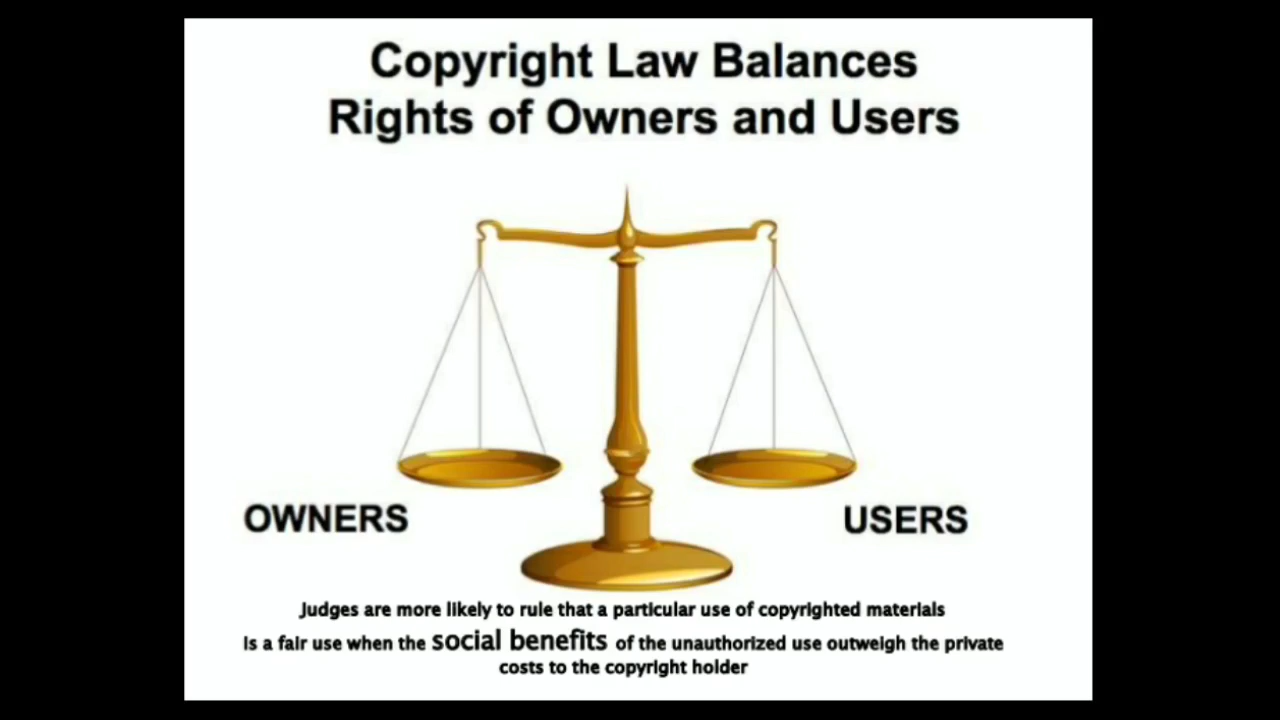 Copyright Law Balances
Rights of Owners and Users
OWNERS
USERS
Judges are more likely to rule that a particular use of copyrighted materials
is a fair use when the social benefits of the unauthorized use outweigh the private
costs to the copyright holder